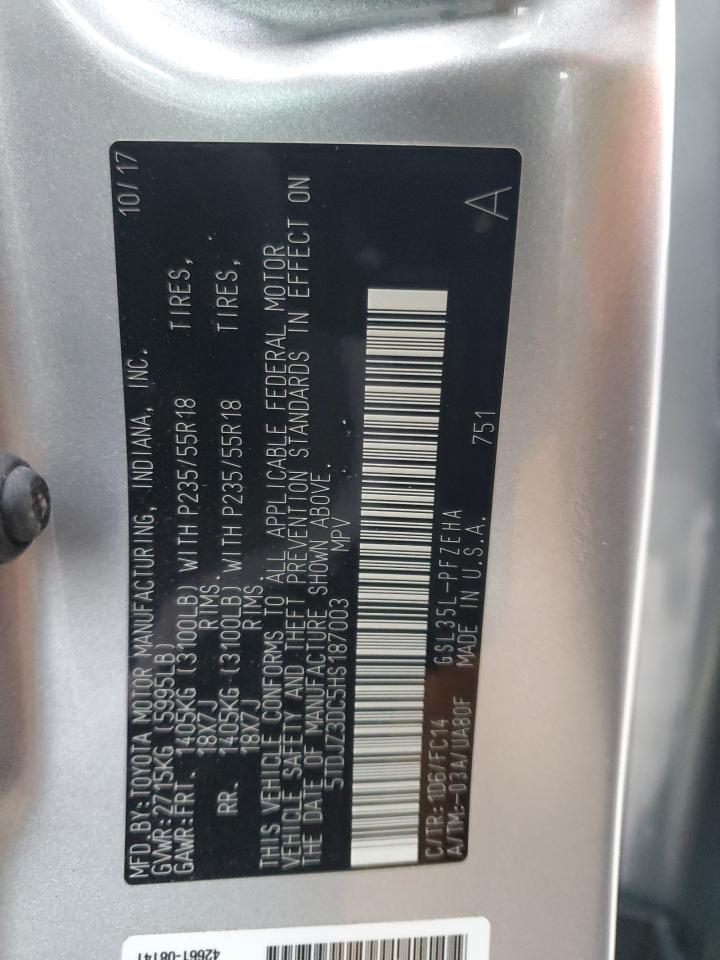 MFD.BY:TOYOTA MOTOR MANUFACTURING, INDIANA, INC. 10/17
GVWR:2715KG (5995LB)
GAWR:FRT. 1405KG (3100LB) WITH P235/55R18 TIRES,
18X7J RIMS.
RR. 1405KG (3100LB) WITH P235/55R18 TIRES,
18X7J RIMS.
THIS VEHICLE CONFORMS TO ALL APPLICABLE FEDERAL MOTOR
VEHICLE SAFETY AND THEFT PREVENTION STANDARDS IN EFFECT ON
THE DATE OF MANUFACTURE SHOWN ABOVE.
5TDJZ3DC5HS187003 MPV
C/TR:1D6/FC14 GSL35L-PFZEHA
A/TM:-03A/UA80F MADE IN U.S.A. 751 A
42661-08141